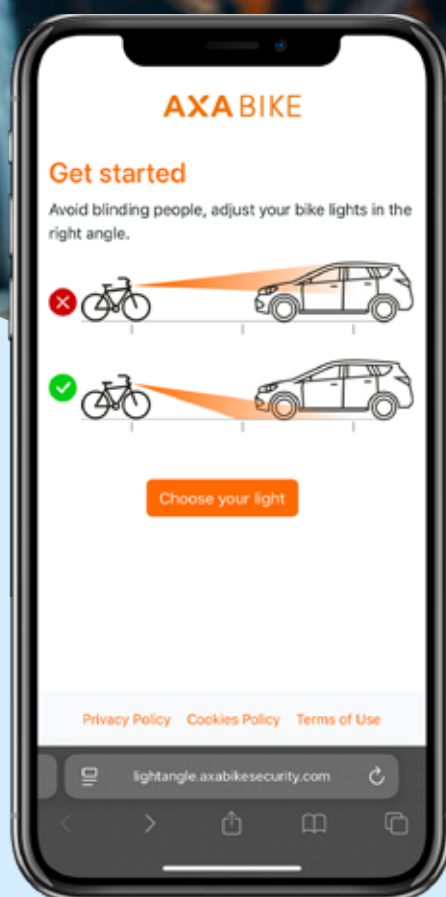 AXA BIKE
Get started
Avoid blinding people, adjust your bike lights in the
right angle.
Choose your light
Privacy Policy Cookies Policy Terms of Use
lightangle.axabikesecurity.com